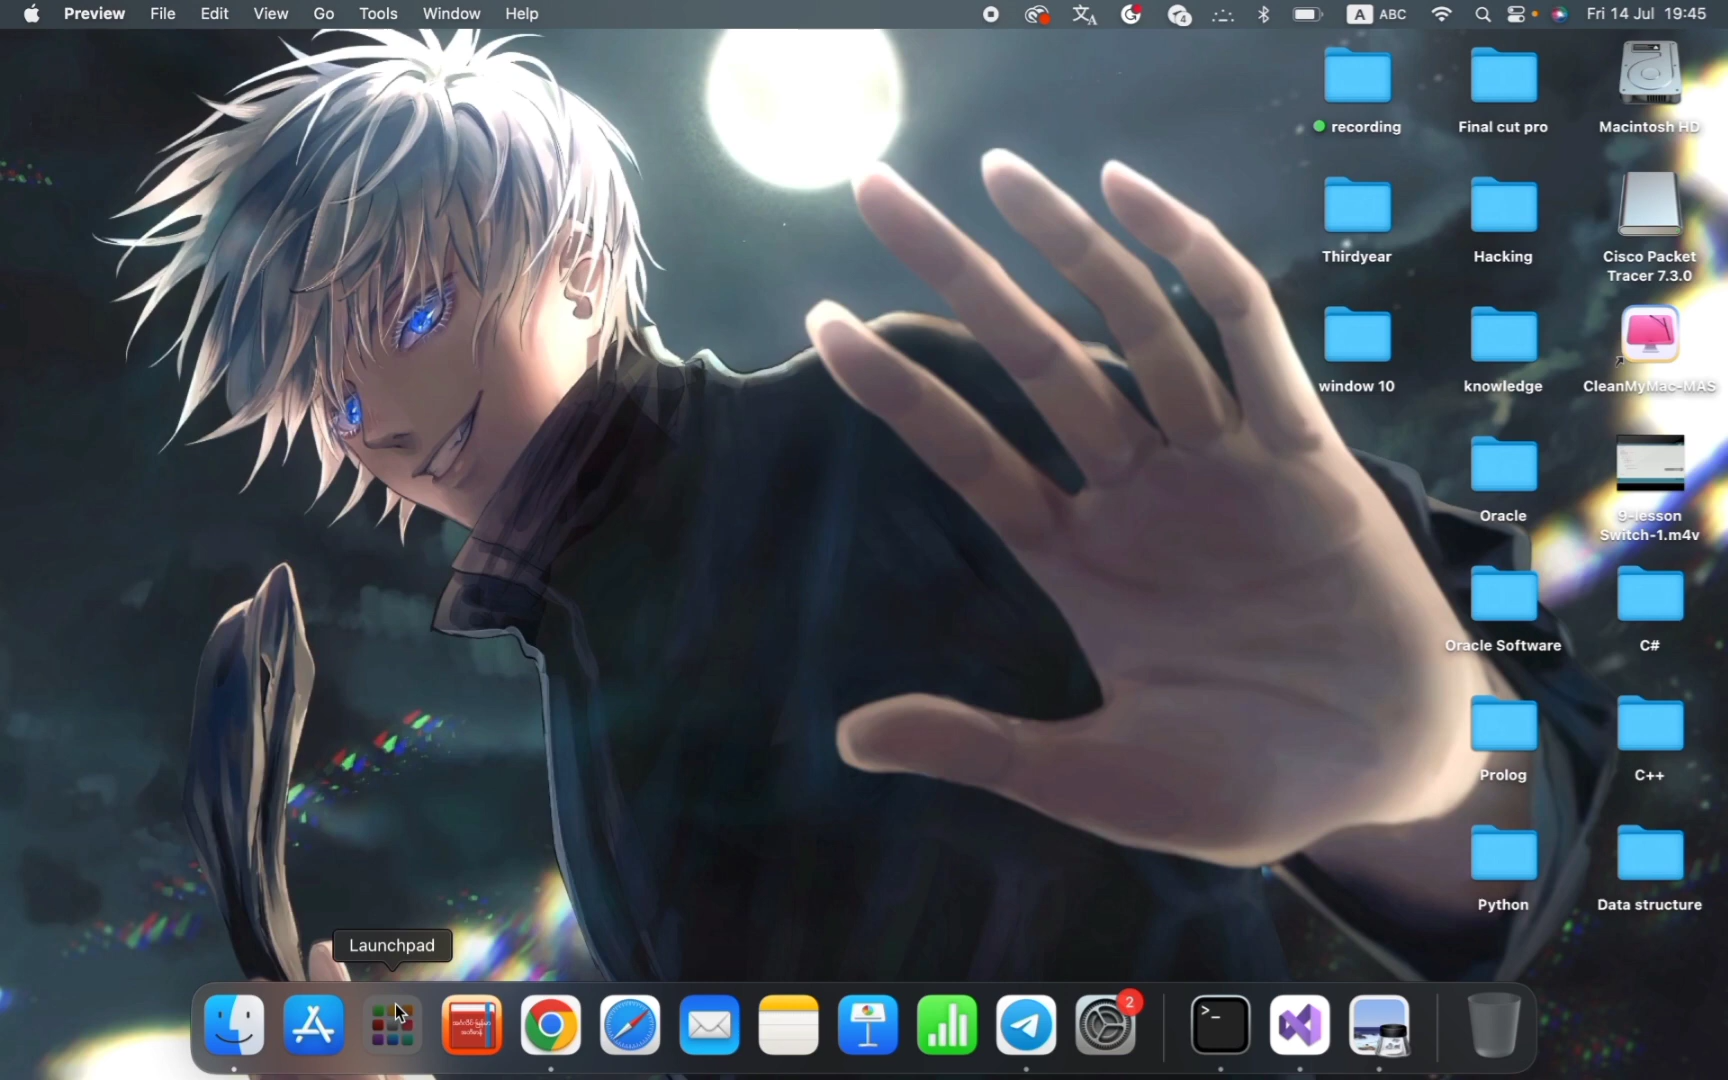 Preview File Edit View Go Tools Window Help
4
A ABC
Fri 14 Jul 19:45
recording
Final cut pro
Macintosh HD
Thirdyear
Hacking
Cisco Packet
Tracer 7.3.0
window 10
knowledge
CleanMyMac-MAS
Oracle
9-lesson
Switch-1.m4v
Oracle Software
C#
Prolog
C++
Python
Data structure
Launchpad
2
>_